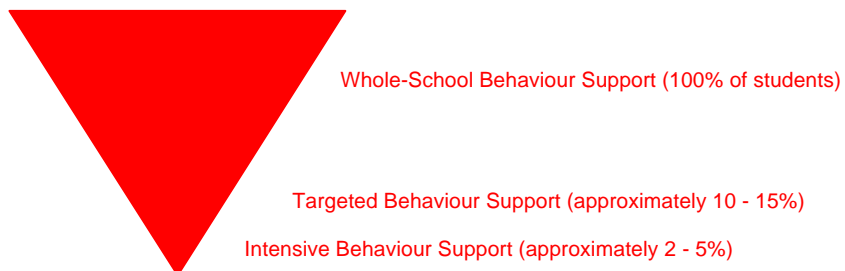 Whole-School Behaviour Support (100% of students)
Targeted Behaviour Support (approximately 10 - 15%)
Intensive Behaviour Support (approximately 2 - 5%)